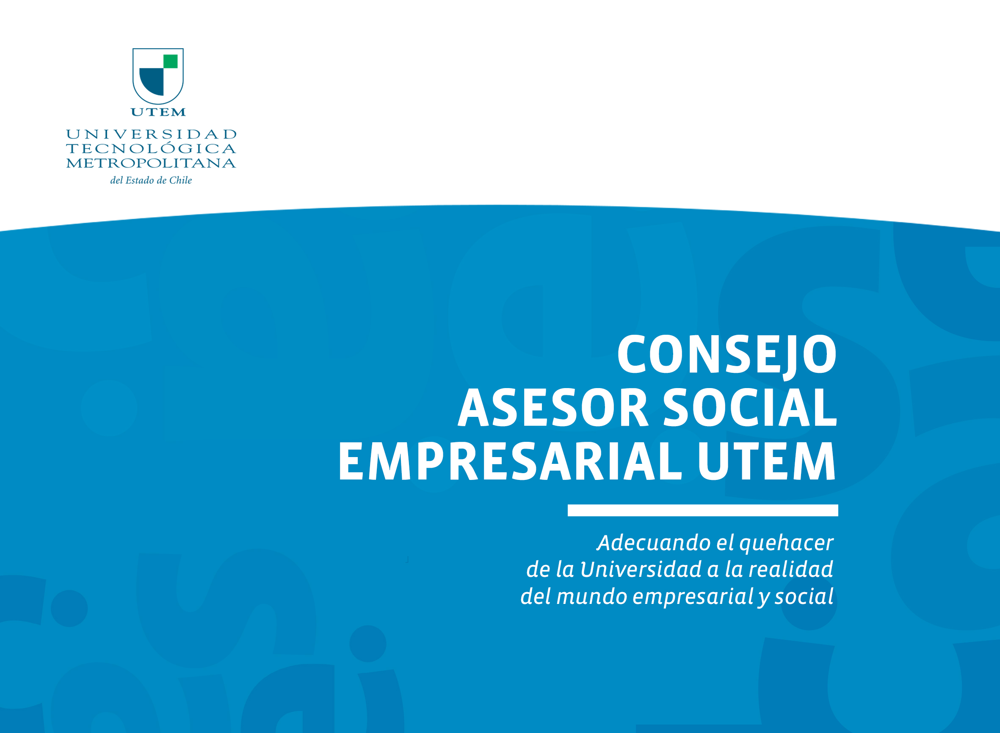 UTEM
UNIVERSIDAD
TECNOLÓGICA
METROPOLITANA
del Estado de Chile
CONSEJO
ASESOR SOCIAL
EMPRESARIAL UTEM
Adecuando el quehacer
de la Universidad a la realidad
del mundo empresarial y social